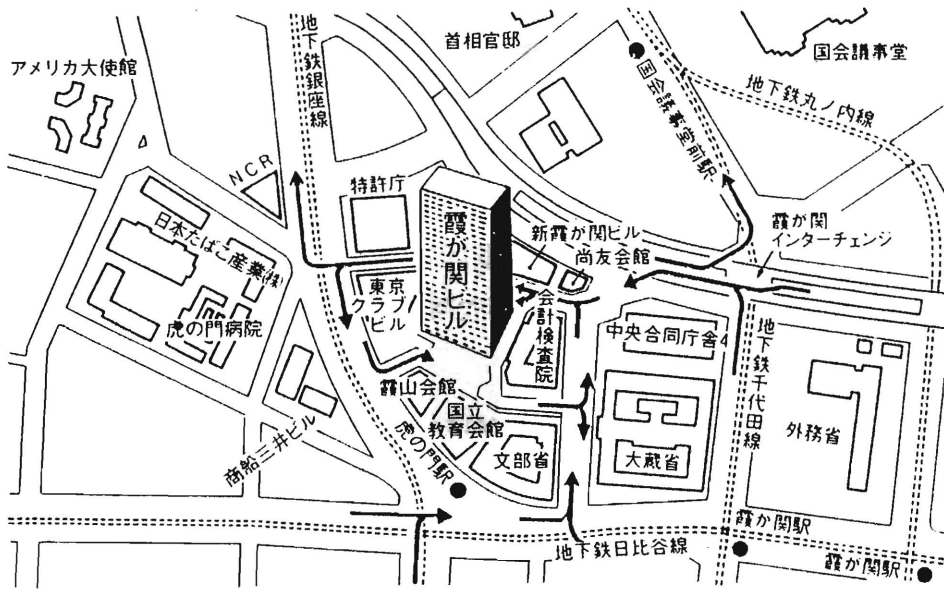 首相官邸
国会議事堂
アメリカ大使館
地下鉄銀座線
国会議事堂前駅
地下鉄丸ノ内線
NCR
特許庁
霞が関ビル
新霞が関ビル
尚友会館
霞が関
インターチェンジ
日本たばこ産業(株)
東京
クラブ
ビル
会計検査院
虎の門病院
中央合同庁舎4
地下鉄千代田線
霞山会館
国立
教育会館
外務省
商船三井ビル
虎の門駅
文部省
大蔵省
霞が関駅
地下鉄日比谷線
霞が関駅